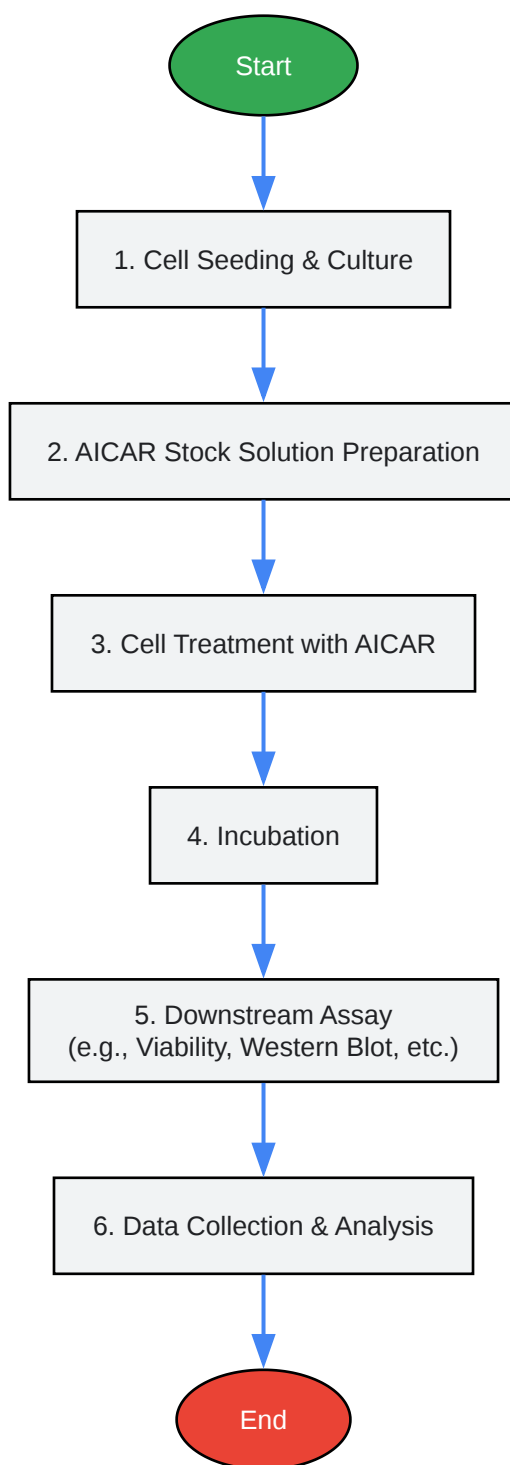 Start
1. Cell Seeding & Culture
2. AICAR Stock Solution Preparation
3. Cell Treatment with AICAR
4. Incubation
5. Downstream Assay
(e.g., Viability, Western Blot, etc.)
6. Data Collection & Analysis
End